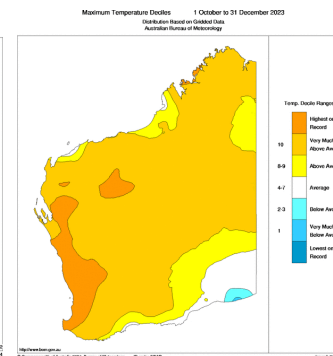 Maximum Temperature Deciles 1 October to 31 December 2023
Distribution Based on Gridded Data
Australian Bureau of Meteorology
Temp. Decile Ranges
Highest on
Record
10 Very Much
Above Ave
8-9 Above Ave
4-7 Average
2-3 Below Ave
1 Very Much
Below Ave
Lowest on
Record
http://www.bom.gov.au